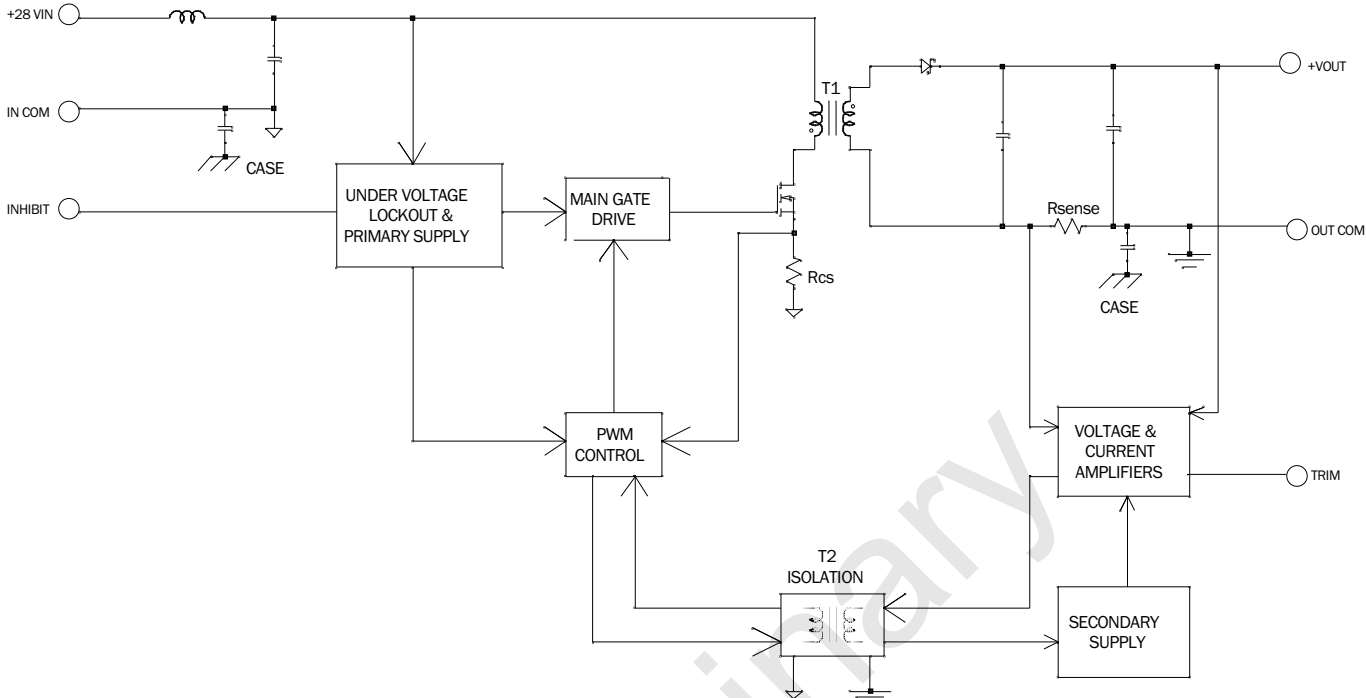 +28 VIN
IN COM
CASE
INHIBIT
UNDER VOLTAGE
LOCKOUT &
PRIMARY SUPPLY
MAIN GATE
DRIVE
T1
Rcs
+VOUT
Rsense
OUT COM
CASE
PWM
CONTROL
VOLTAGE &
CURRENT
AMPLIFIERS
TRIM
T2
ISOLATION
SECONDARY
SUPPLY
inary